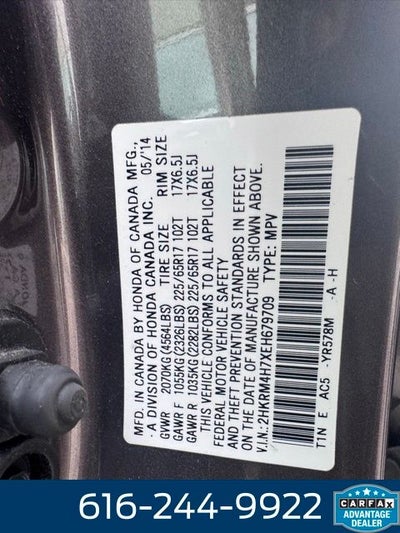 MFD. IN CANADA BY HONDA OF CANADA MFG.,
A DIVISION OF HONDA CANADA INC. 05/'14
GVWR 2070KG(4564LBS) TIRE SIZE RIM SIZE
GAWR F 1055KG(2326LBS) 225/65R17 102T 17X6.5J
GAWR R 1035KG(2282LBS) 225/65R17 102T 17X6.5J
THIS VEHICLE CONFORMS TO ALL APPLICABLE
FEDERAL MOTOR VEHICLE SAFETY
AND THEFT PREVENTION STANDARDS IN EFFECT
ON THE DATE OF MANUFACTURE SHOWN ABOVE.
V.I.N.: 2HKRM4H7XEH679709 TYPE: MPV
T1N E AC5 -YR578M -A -H
616-244-9922
CARFAX
ADVANTAGE
DEALER